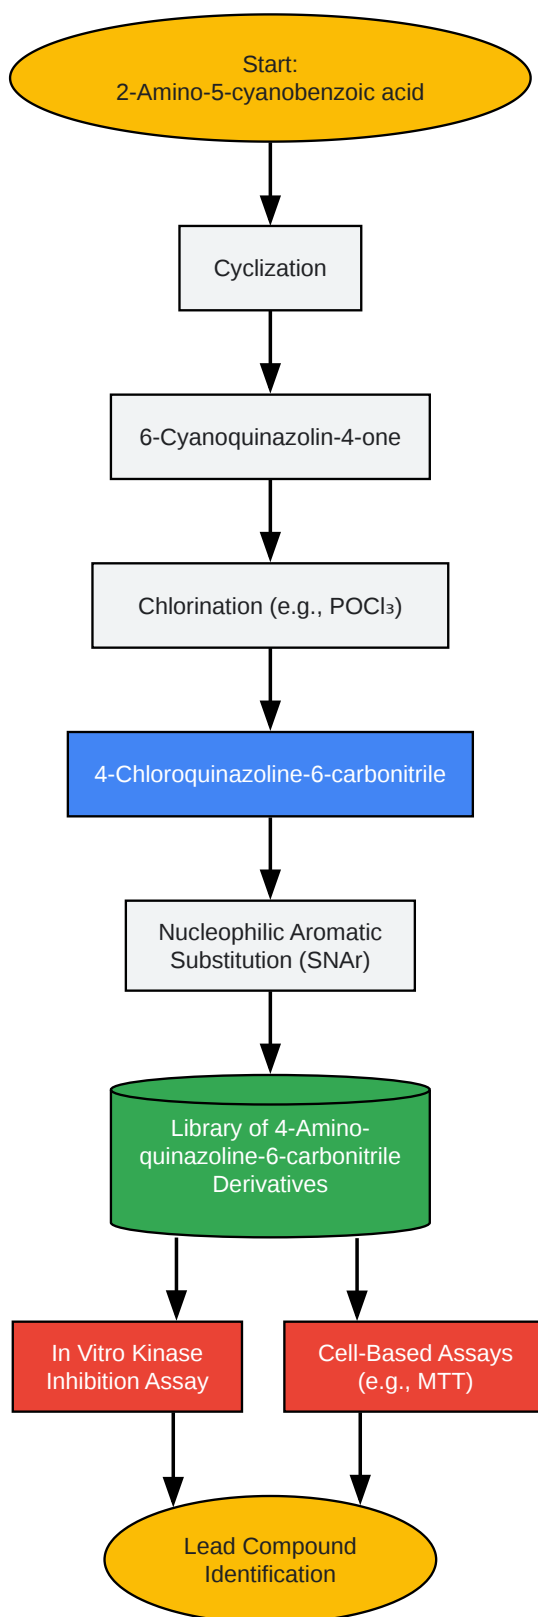 Start:
2-Amino-5-cyanobenzoic acid
Cyclization
6-Cyanoquinazolin-4-one
Chlorination (e.g., POCl₃)
4-Chloroquinazoline-6-carbonitrile
Nucleophilic Aromatic
Substitution (SNAr)
Library of 4-Amino-
quinazoline-6-carbonitrile
Derivatives
In Vitro Kinase
Inhibition Assay
Cell-Based Assays
(e.g., MTT)
Lead Compound
Identification